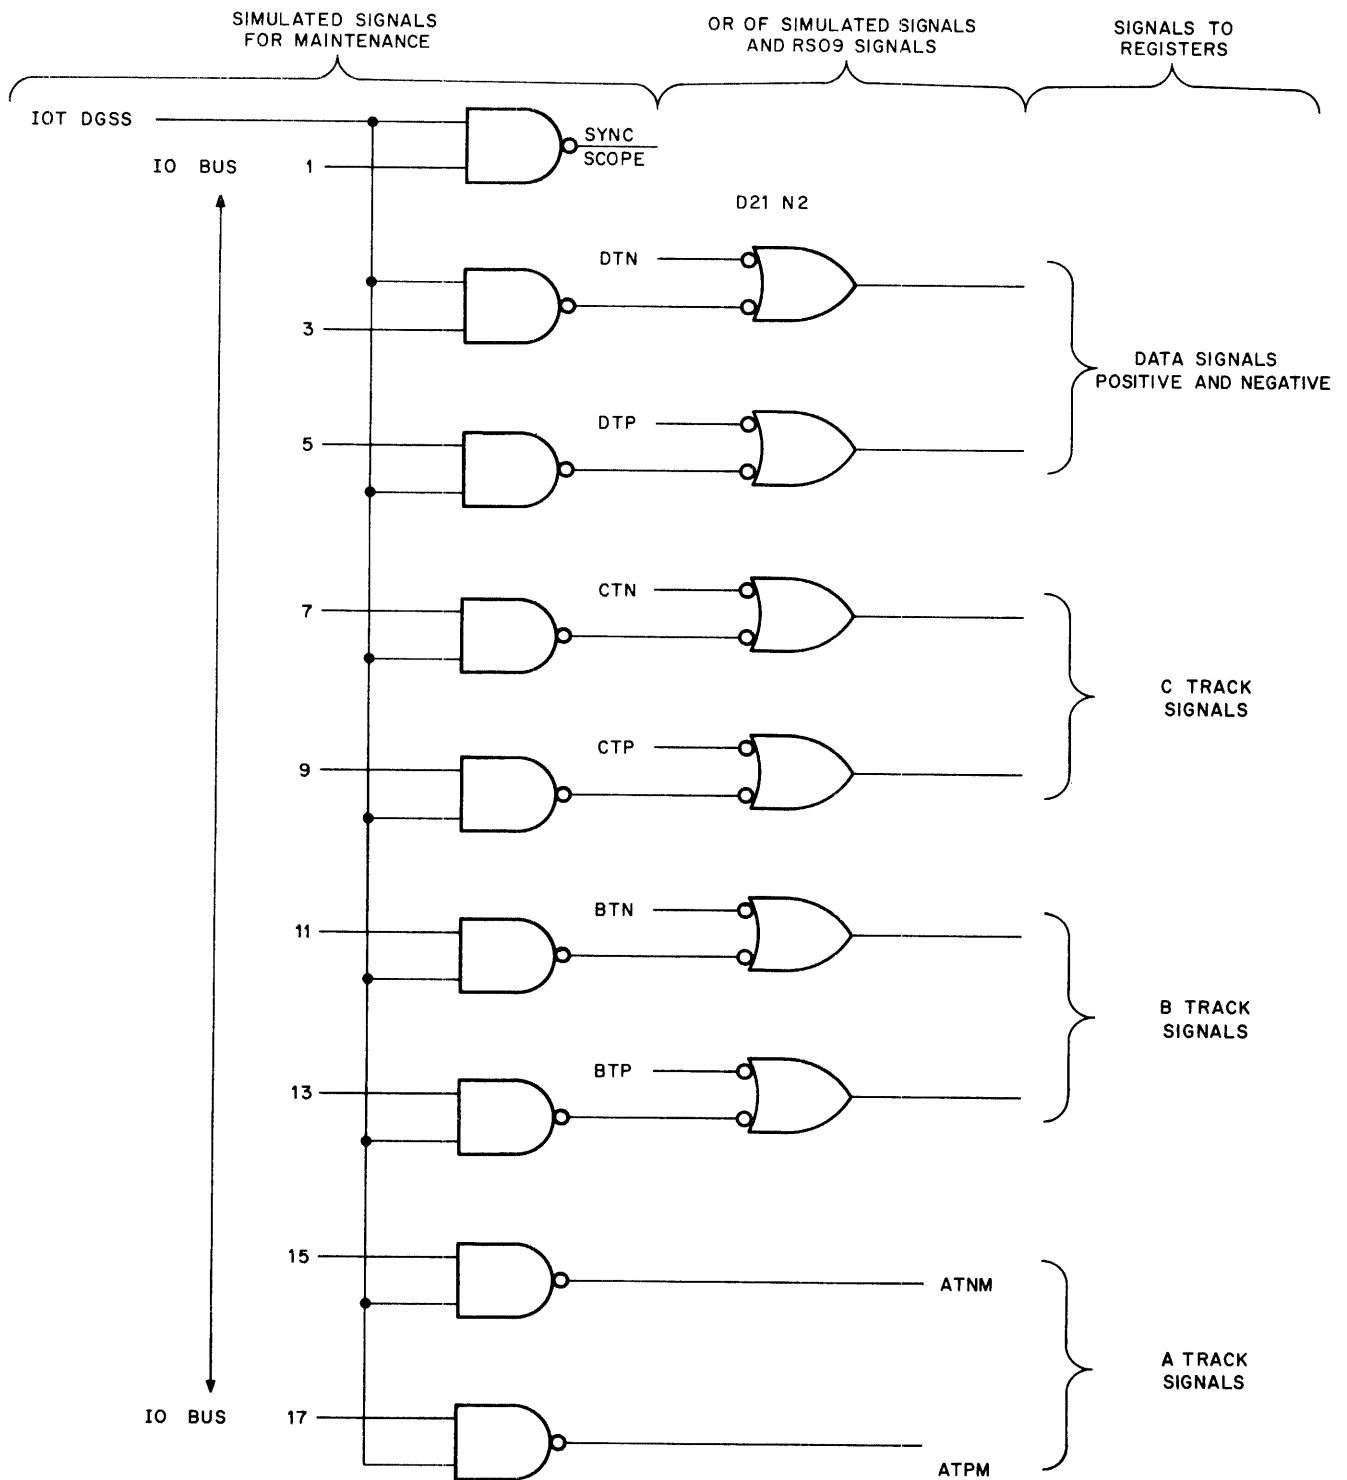 SIMULATED SIGNALS
FOR MAINTENANCE
OR OF SIMULATED SIGNALS
AND RS09 SIGNALS
SIGNALS TO
REGISTERS
IOT DGSS
SYNC
SCOPE
IO BUS
1
D21 N2
DTN
3
DATA SIGNALS
POSITIVE AND NEGATIVE
DTP
5
CTN
7
C TRACK
SIGNALS
CTP
9
BTN
11
B TRACK
SIGNALS
BTP
13
15
ATNM
A TRACK
SIGNALS
IO BUS
17
ATPM